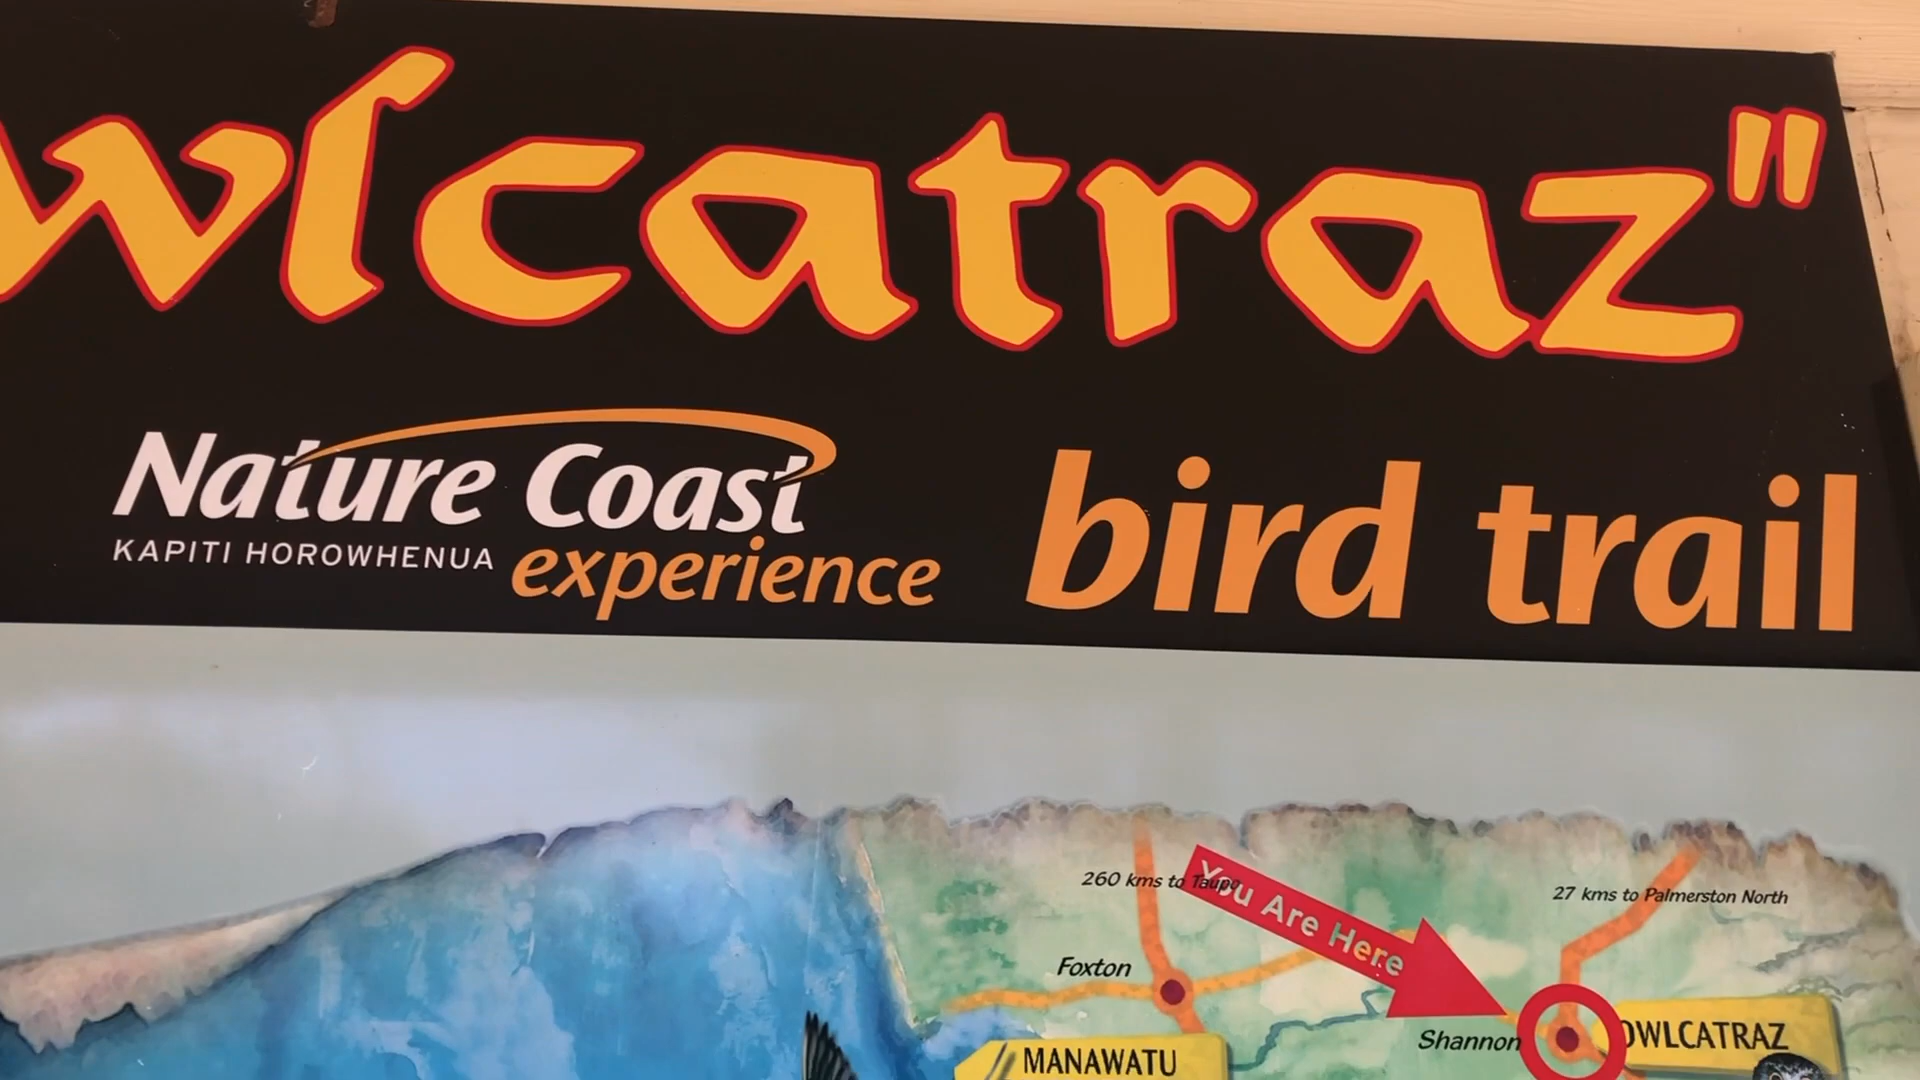 wlcatraz"
Nature Coast
KAPITI HOROWHENUA
experience
bird trail
260 kms to Taupo
You Are Here
27 kms to Palmerston North
Foxton
Shannon
OWLCATRAZ
MANAWATU